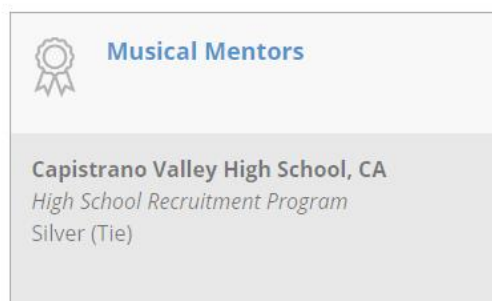 Musical Mentors
Capistrano Valley High School, CA
High School Recruitment Program
Silver (Tie)